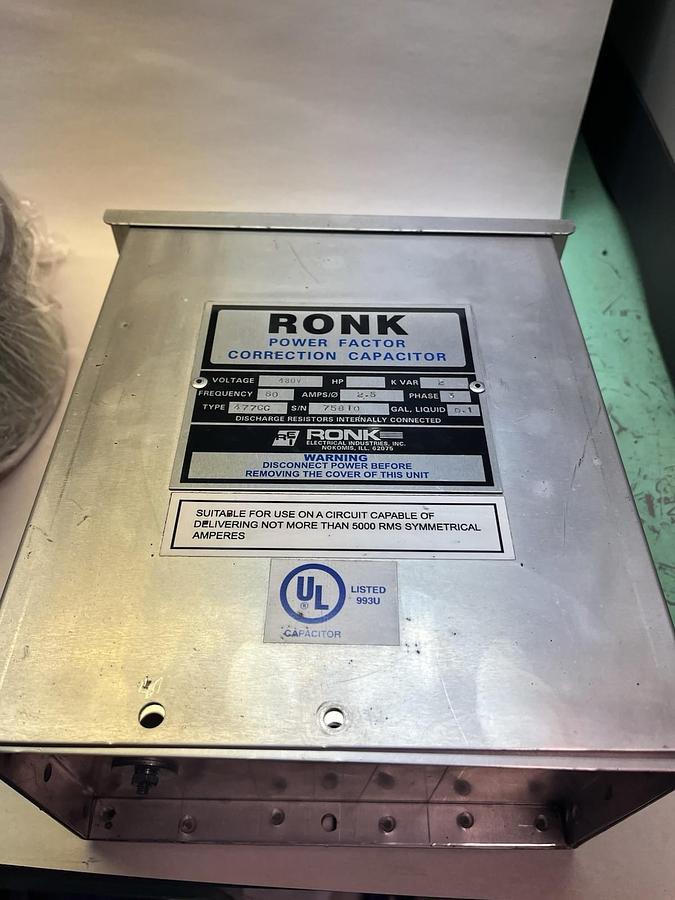 RONK
POWER FACTOR
CORRECTION CAPACITOR
VOLTAGE 480V HP K VAR 2
FREQUENCY 60 AMPS/Ø 2.5 PHASE 3
TYPE 477CG S/N 75810 GAL. LIQUID 0.1
DISCHARGE RESISTORS INTERNALLY CONNECTED
RONK
ELECTRICAL INDUSTRIES, INC.
NOKOMIS, ILL. 62075
WARNING
DISCONNECT POWER BEFORE
REMOVING THE COVER OF THIS UNIT
SUITABLE FOR USE ON A CIRCUIT CAPABLE OF
DELIVERING NOT MORE THAN 5000 RMS SYMMETRICAL
AMPERES
UL ®
LISTED
993U
CAPACITOR